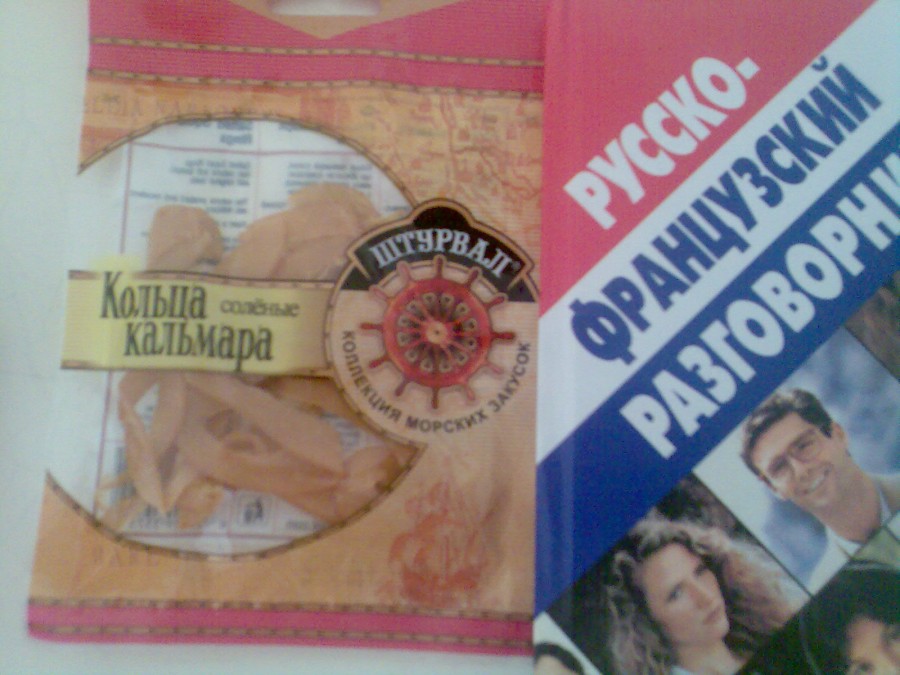 ШТУРВАЛ
Кольца солёные
кальмара
КОЛЛЕКЦИЯ МОРСКИХ ЗАКУСОК
РУССКО-
ФРАНЦУЗСКИЙ
РАЗГОВОРНИ